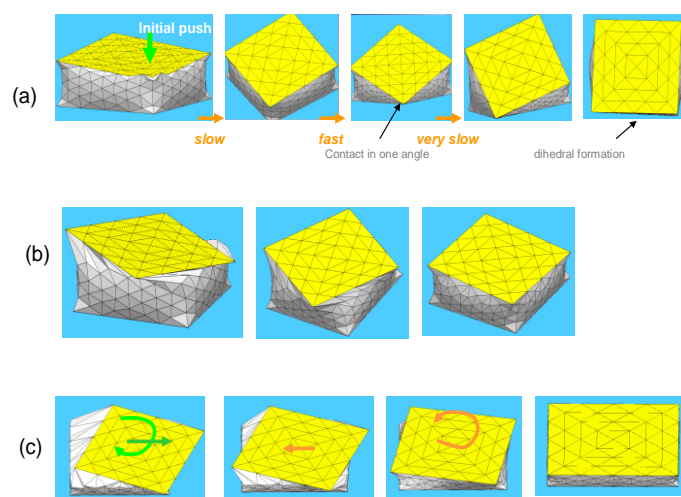 Initial push
(a)
slow
fast
very slow
Contact in one angle
dihedral formation
(b)
(c)